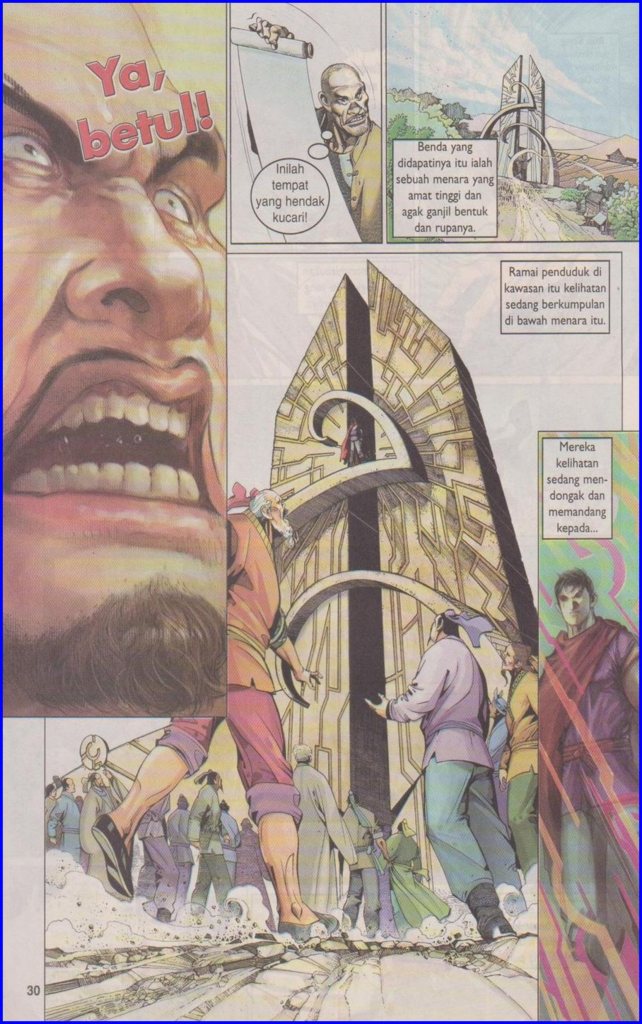 Ya,
betul!
Inilah
tempat
yang hendak
kucari!
Benda yang
didapatinya itu ialah
sebuah menara yang
amat tinggi dan
agak ganjil bentuk
dan rupanya.
Ramai penduduk di
kawasan itu kelihatan
sedang berkumpulan
di bawah menara itu.
Mereka
kelihatan
sedang men-
dongak dan
memandang
kepada...
30